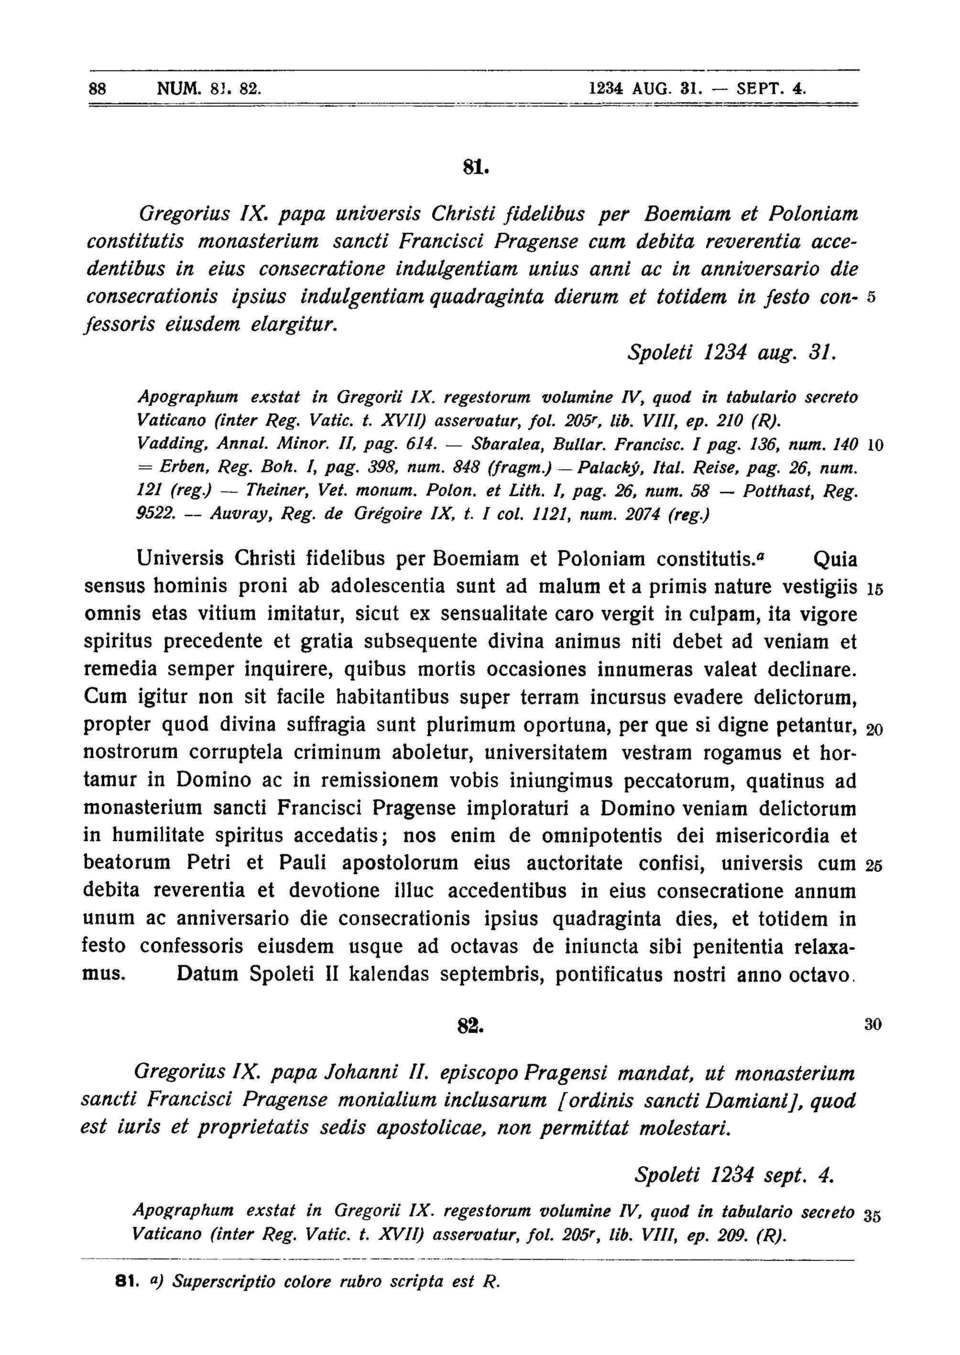 88 NUM. 81. 82. 1234 AUG. 31. — SEPT. 4.
81.
Gregorius IX. papa universis Christi fidelibus per Boemiam et Poloniam
constitutis monasterium sancti Francisci Pragense cum debita reverentia acce-
dentibus in eius consecratione indulgentiam unius anni ac in anniversario die
consecrationis ipsius indulgentiam quadraginta dierum et totidem in festo con- 5
fessoris eiusdem elargitur.
Spoleti 1234 aug. 31.
Apographum exstat in Gregorii IX. regestorum volumine IV, quod in tabulario secreto
Vaticano (inter Reg. Vatic. t. XVII) asservatur, fol. 205r, lib. VIII, ep. 210 (R).
Vadding, Annal. Minor. II, pag. 614. — Sbaralea, Bullar. Francisc. I pag. 136, num. 140 10
= Erben, Reg. Boh. I, pag. 398, num. 848 (fragm.) — Palacký, Ital. Reise, pag. 26, num.
121 (reg.) — Theiner, Vet. monum. Polon. et Lith. I, pag. 26, num. 58 — Potthast, Reg.
9522. — Auvray, Reg. de Grégoire IX, t. I col. 1121, num. 2074 (reg.)
Universis Christi fidelibus per Boemiam et Poloniam constitutis.a Quia
sensus hominis proni ab adolescentia sunt ad malum et a primis nature vestigiis 15
omnis etas vitium imitatur, sicut ex sensualitate caro vergit in culpam, ita vigore
spiritus precedente et gratia subsequente divina animus niti debet ad veniam et
remedia semper inquirere, quibus mortis occasiones innumeras valeat declinare.
Cum igitur non sit facile habitantibus super terram incursus evadere delictorum,
propter quod divina suffragia sunt plurimum oportuna, per que si digne petantur, 20
nostrorum corruptela criminum aboletur, universitatem vestram rogamus et hor-
tamur in Domino ac in remissionem vobis iniungimus peccatorum, quatinus ad
monasterium sancti Francisci Pragense imploraturi a Domino veniam delictorum
in humilitate spiritus accedatis; nos enim de omnipotentis dei misericordia et
beatorum Petri et Pauli apostolorum eius auctoritate confisi, universis cum 25
debita reverentia et devotione illuc accedentibus in eius consecratione annum
unum ac anniversario die consecrationis ipsius quadraginta dies, et totidem in
festo confessoris eiusdem usque ad octavas de iniuncta sibi penitentia relaxa-
mus. Datum Spoleti II kalendas septembris, pontificatus nostri anno octavo.
82. 30
Gregorius IX. papa Johanni II. episcopo Pragensi mandat, ut monasterium
sancti Francisci Pragense monialium inclusarum [ordinis sancti Damiani], quod
est iuris et proprietatis sedis apostolicae, non permittat molestari.
Spoleti 1234 sept. 4.
Apographum exstat in Gregorii IX. regestorum volumine IV, quod in tabulario secreto 35
Vaticano (inter Reg. Vatic. t. XVII) asservatur, fol. 205r, lib. VIII, ep. 209. (R).
81. a) Superscriptio colore rubro scripta est R.